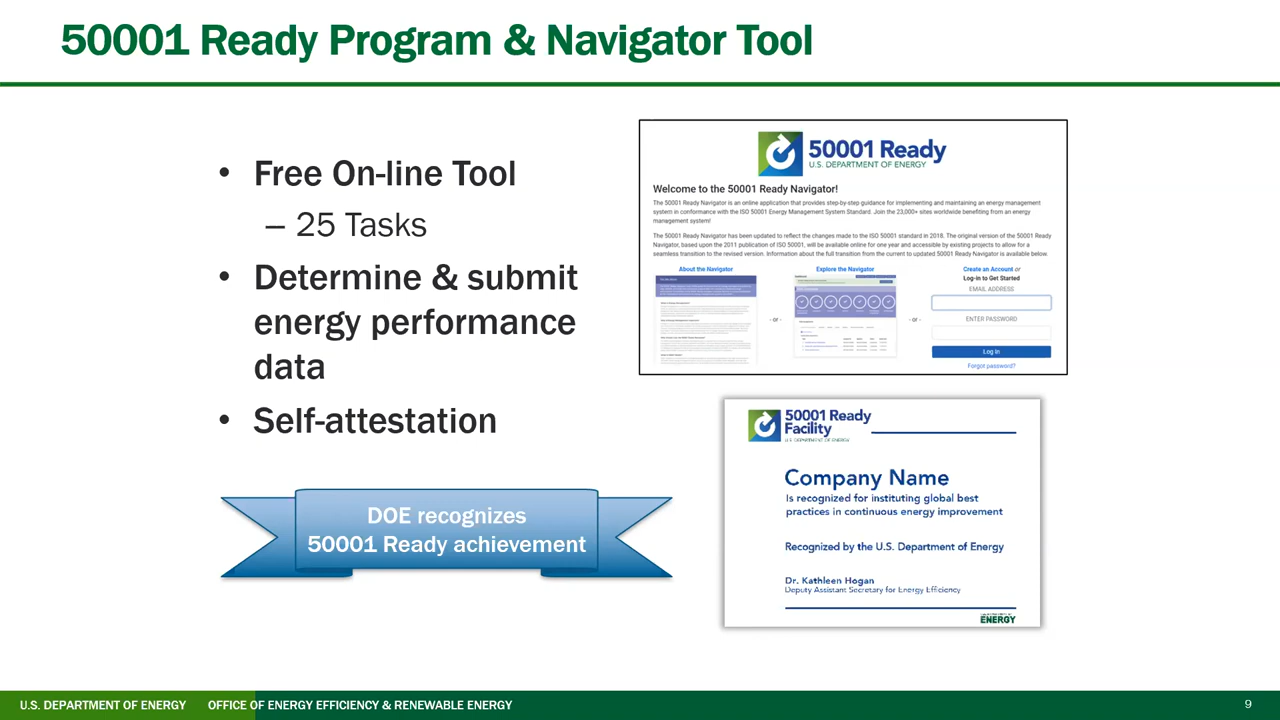 50001 Ready Program & Navigator Tool
• Free On-line Tool
– 25 Tasks
• Determine & submit
energy performance
data
• Self-attestation
DOE recognizes
50001 Ready achievement
50001 Ready
U.S. DEPARTMENT OF ENERGY
Welcome to the 50001 Ready Navigator!
The 50001 Ready Navigator is an online application that provides step-by-step guidance for implementing and maintaining an energy management
system in conformance with the ISO 50001 Energy Management System Standard. Join the 23,000+ sites worldwide benefiting from an energy
management system!
The 50001 Ready Navigator has been updated to reflect the changes made to the ISO 50001 standard in 2018. The original version of the 50001 Ready
Navigator, based upon the 2011 publication of ISO 50001, will be available online for one year and accessible by existing projects to allow for a
seamless transition to the revised version. Information about the full transition from the current to updated 50001 Ready Navigator is available below.
About the Navigator
- or -
Explore the Navigator
- or -
Create an Account or
Log-in to Get Started
EMAIL ADDRESS
ENTER PASSWORD
Log in
Forgot password?
50001 Ready
Facility
U.S. DEPARTMENT OF ENERGY
Company Name
Is recognized for instituting global best
practices in continuous energy improvement
Recognized by the U.S. Department of Energy
Dr. Kathleen Hogan
Deputy Assistant Secretary for Energy Efficiency
ENERGY
U.S. DEPARTMENT OF ENERGY OFFICE OF ENERGY EFFICIENCY & RENEWABLE ENERGY
9